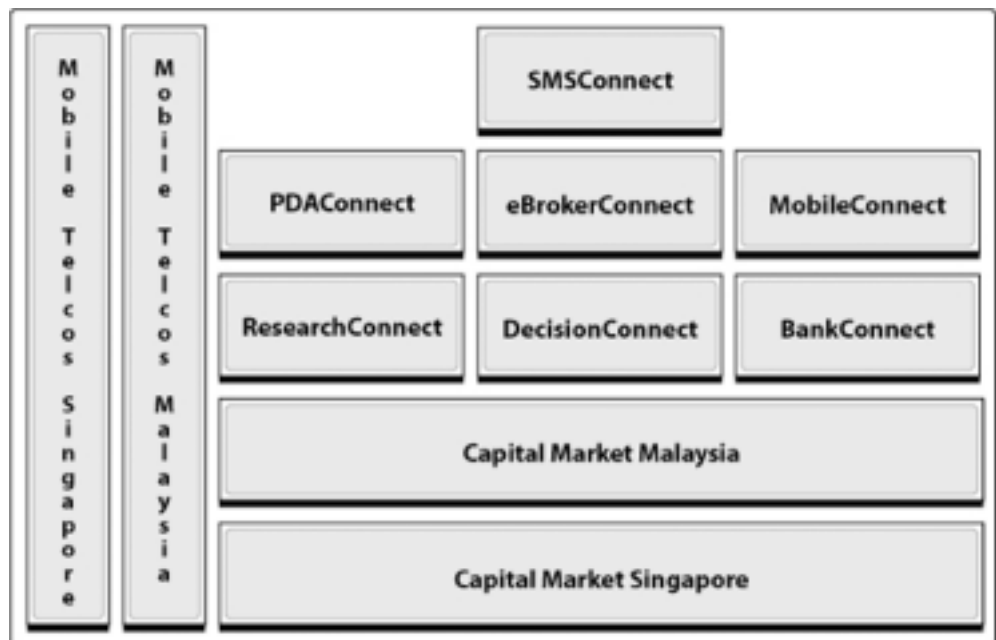 Mobile Telcos Singapore
Mobile Telcos Malaysia
SMSConnect
PDAConnect
eBrokerConnect
MobileConnect
ResearchConnect
DecisionConnect
BankConnect
Capital Market Malaysia
Capital Market Singapore